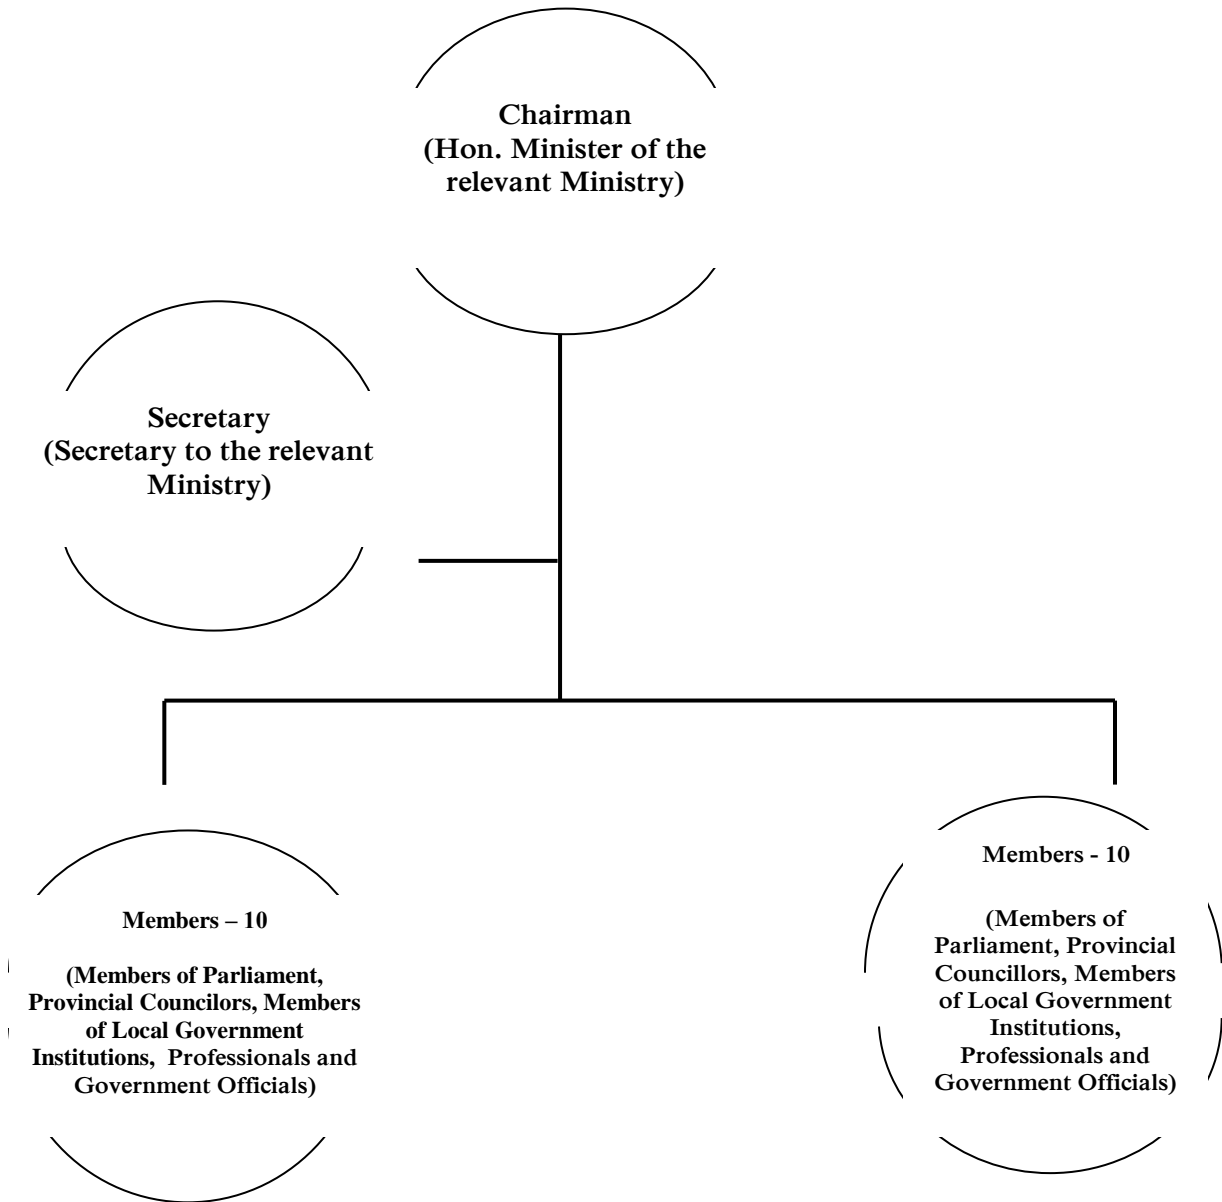 Chairman
(Hon. Minister of the
relevant Ministry)
Secretary
(Secretary to the relevant
Ministry)
Members – 10
(Members of Parliament,
Provincial Councilors, Members
of Local Government
Institutions, Professionals and
Government Officials)
Members - 10
(Members of
Parliament, Provincial
Councillors, Members
of Local Government
Institutions,
Professionals and
Government Officials)